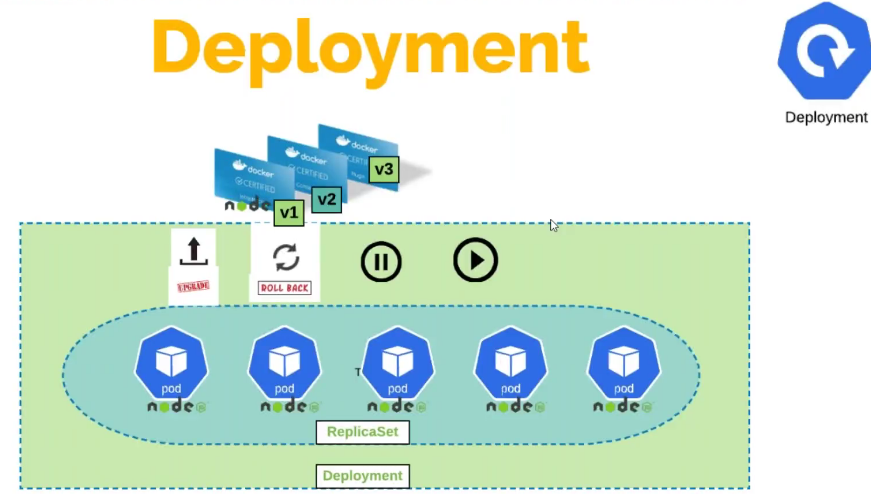 Deployment
Deployment
docker
CERTIFIED
docker
CERTIFIED
docker
v3
v2
v1
node
UPGRADE
ROLL BACK
T
pod
pod
pod
pod
pod
node
node
node
node
node
ReplicaSet
Deployment